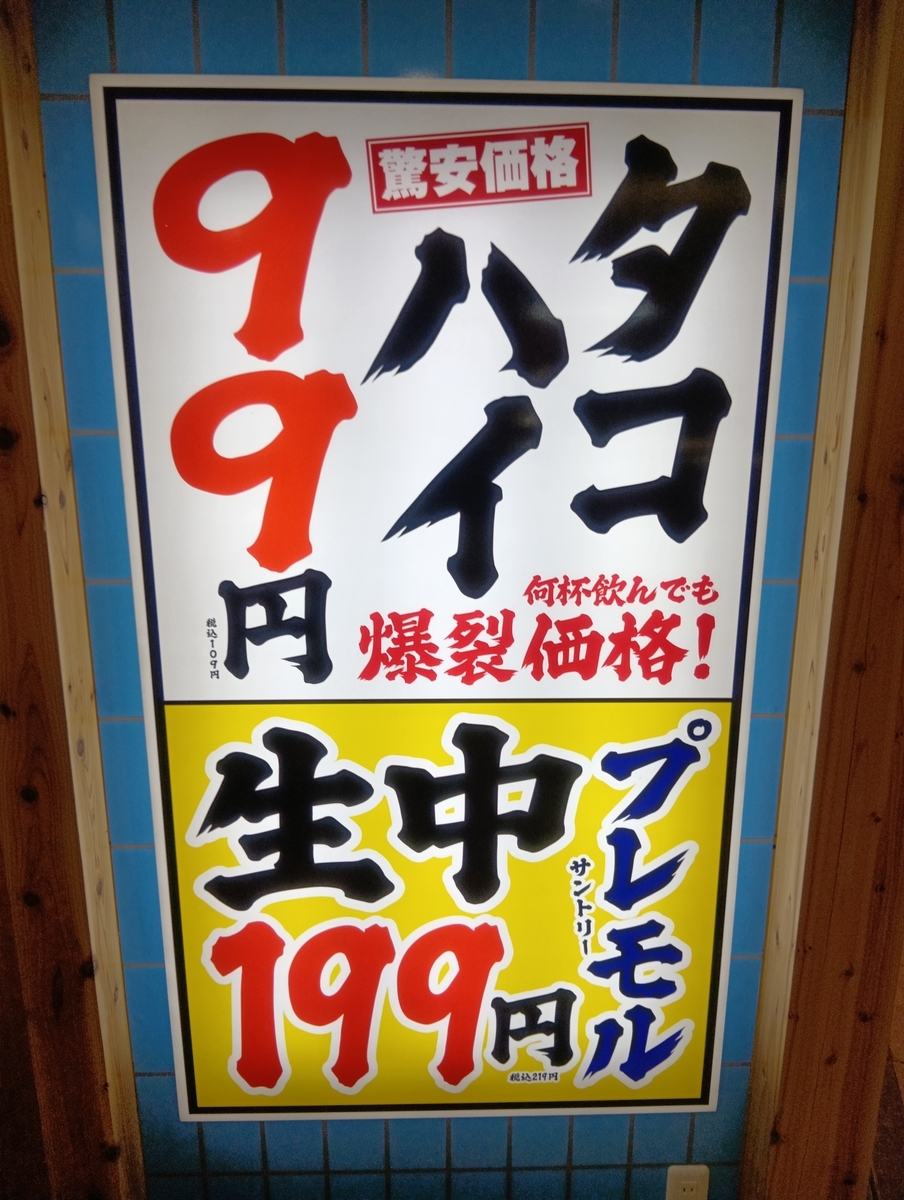 驚安価格
タコ
ハイ
99円
税込109円
何杯飲んでも
爆裂価格!
プレモル
サントリー
生中
199円
税込219円